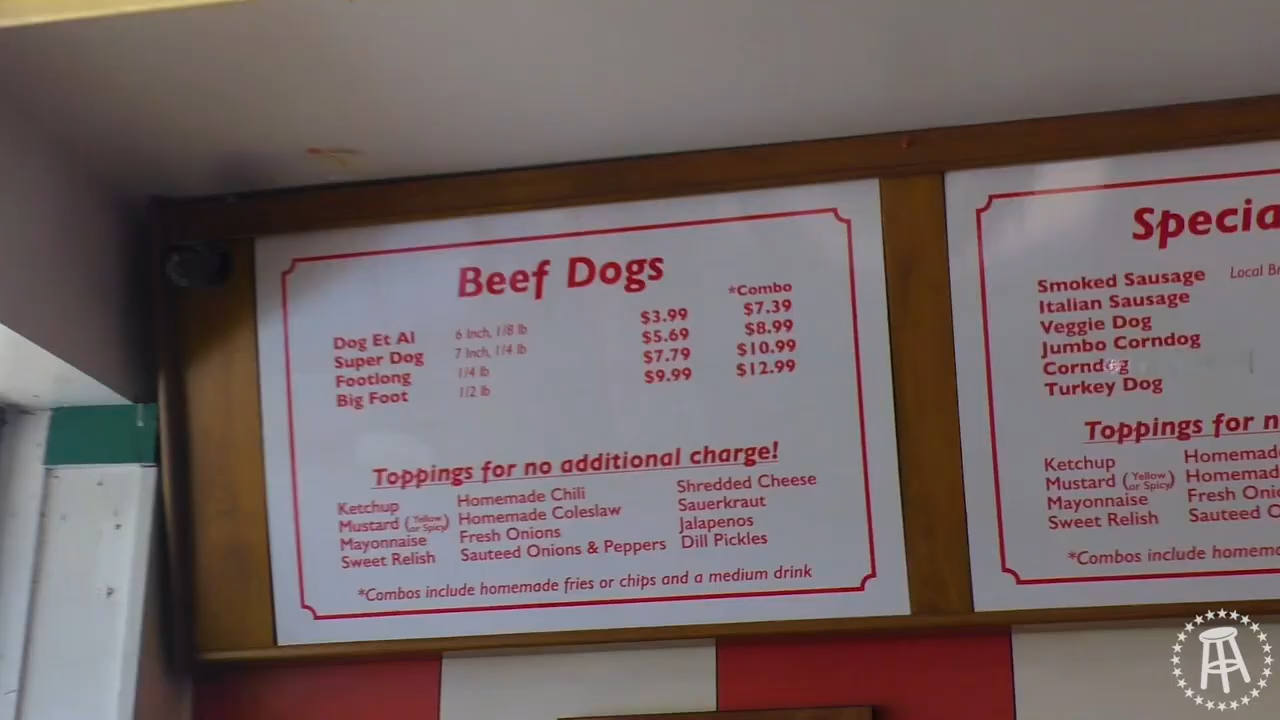 Beef Dogs
*Combo
Dog Et Al 6 Inch, 1/8 lb $3.99 $7.39
Super Dog 7 Inch, 1/4 lb $5.69 $8.99
Footlong 1/4 lb $7.79 $10.99
Big Foot 1/2 lb $9.99 $12.99
Toppings for no additional charge!
Ketchup Homemade Chili Shredded Cheese
Mustard (Yellow or Spicy) Homemade Coleslaw Sauerkraut
Mayonnaise Fresh Onions Jalapenos
Sweet Relish Sauteed Onions & Peppers Dill Pickles
*Combos include homemade fries or chips and a medium drink
Specia
Smoked Sausage Local B
Italian Sausage
Veggie Dog
Jumbo Corndog
Corndog
Turkey Dog
Toppings for n
Ketchup Homemad
Mustard (Yellow or Spicy) Homemad
Mayonnaise Fresh Onio
Sweet Relish Sauteed O
*Combos include homem